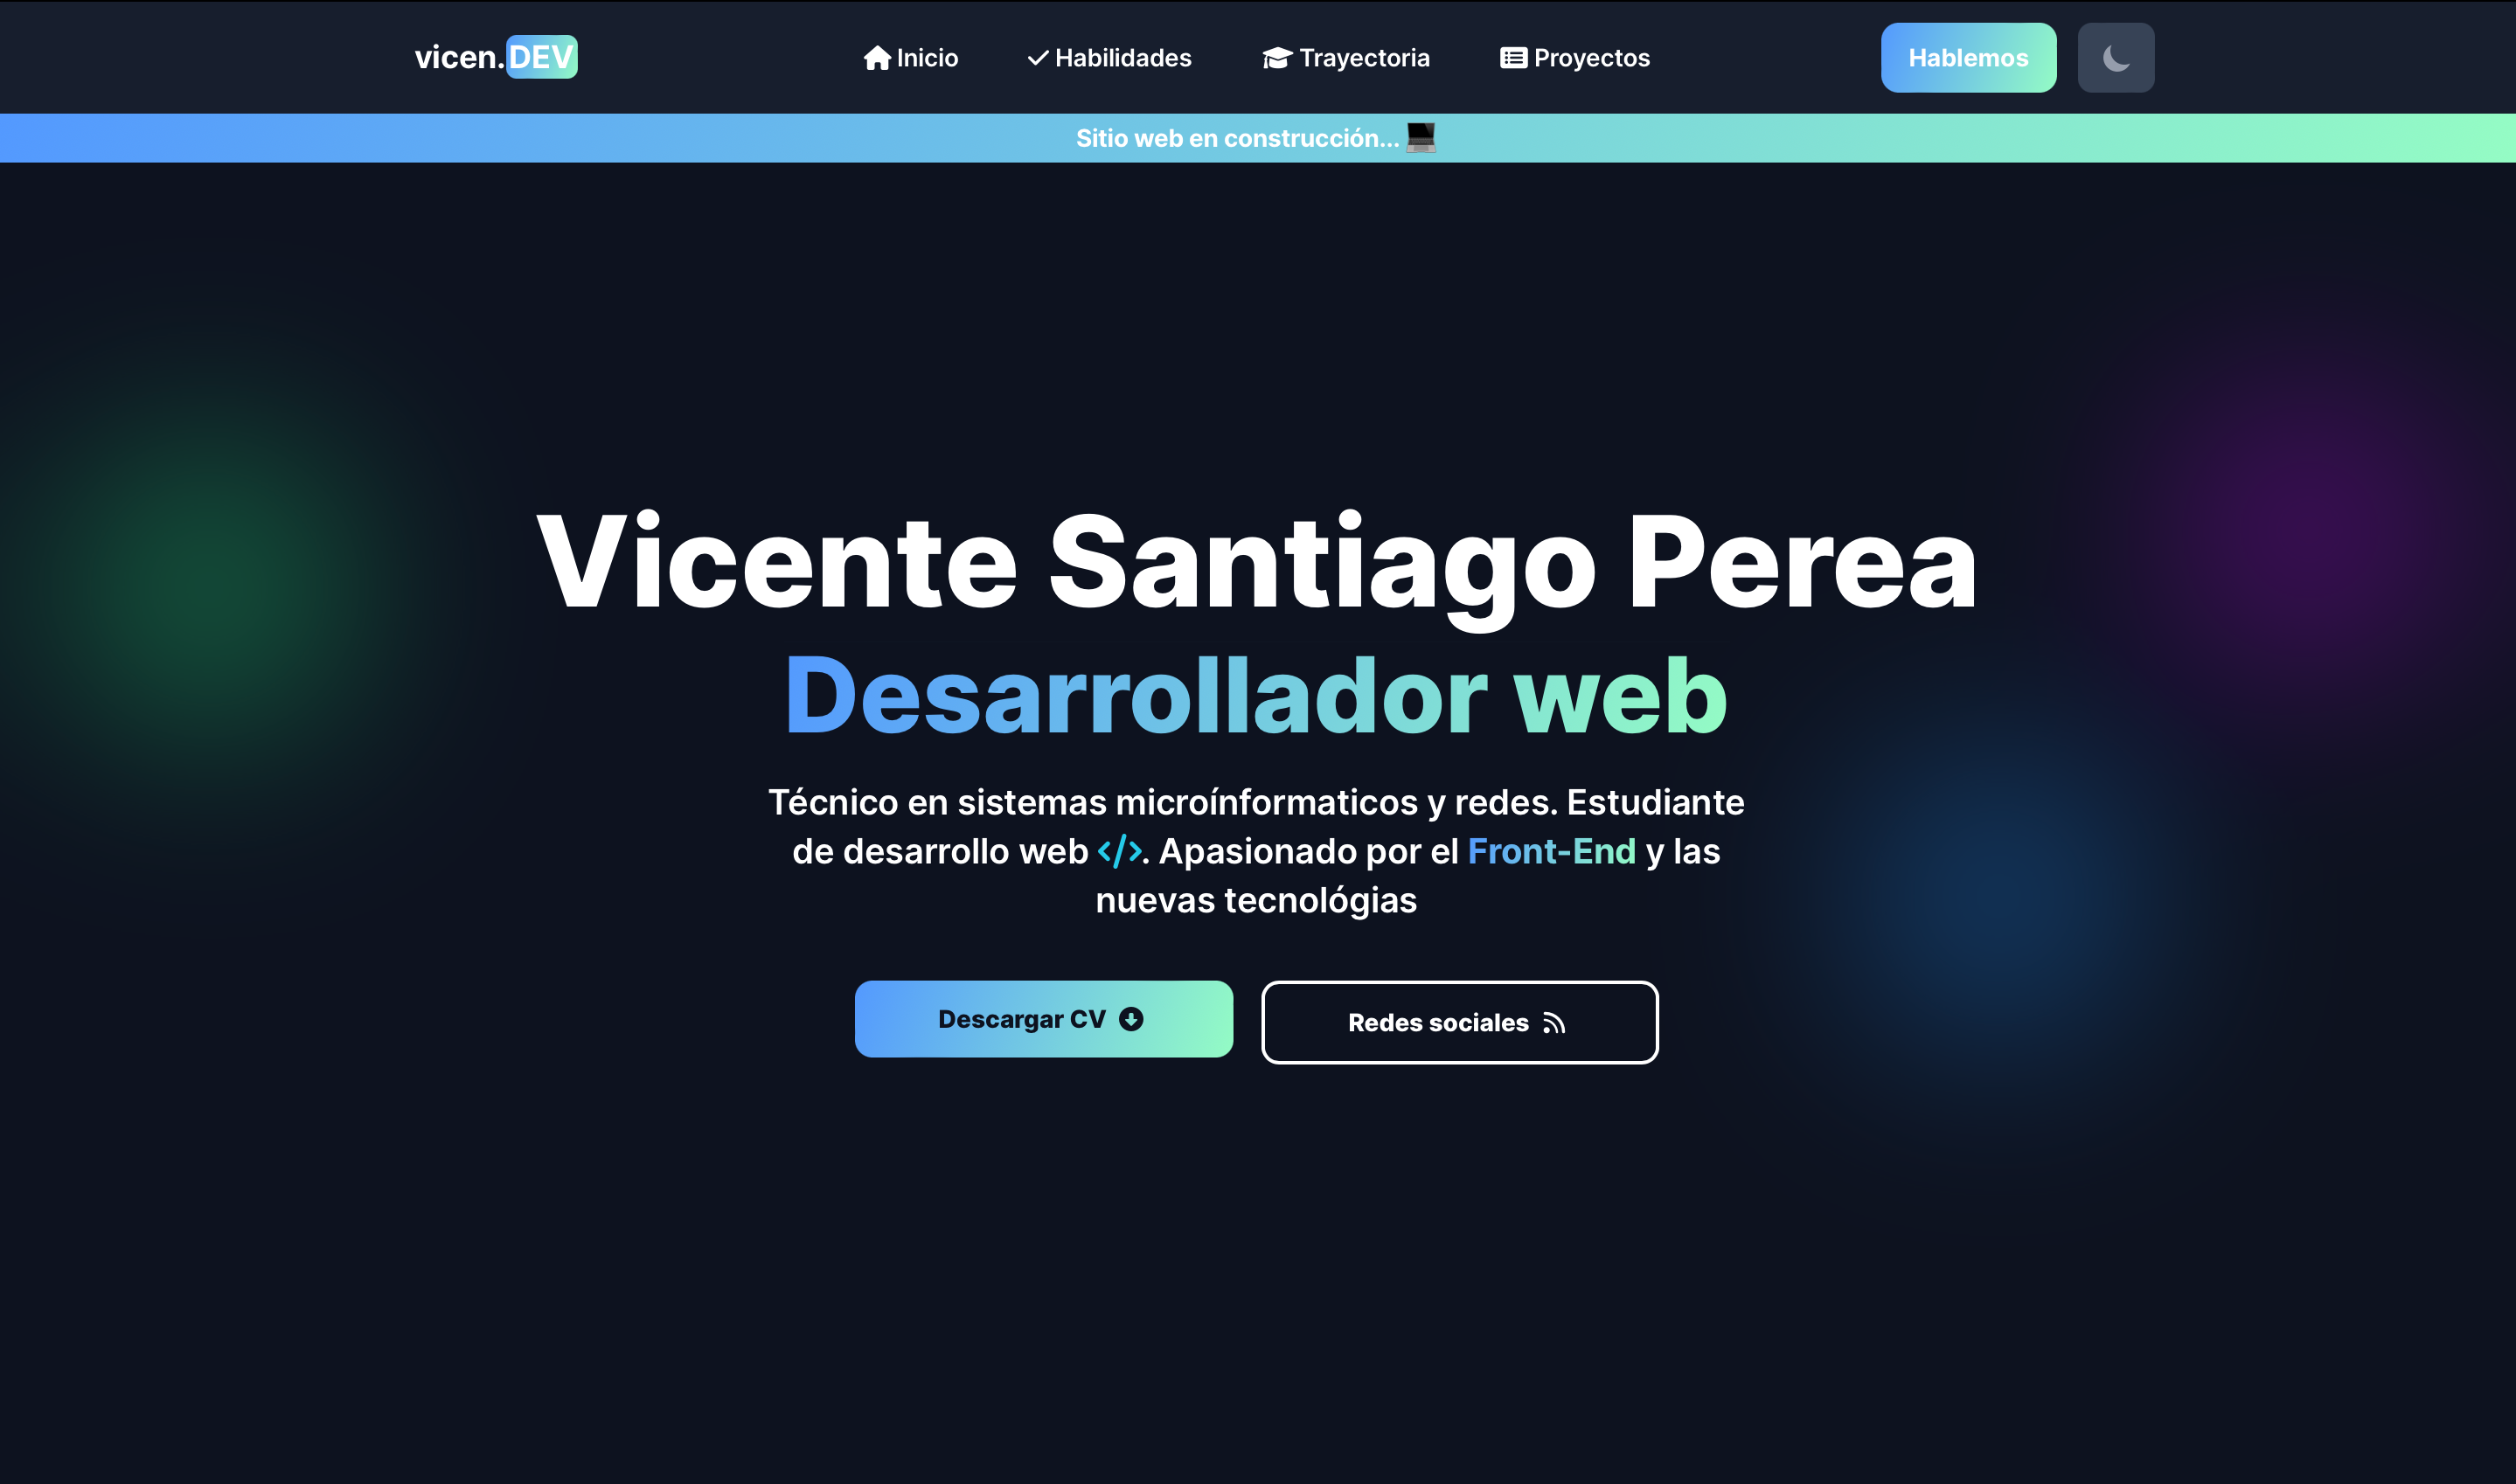 vicen.DEV
Inicio
Habilidades
Trayectoria
Proyectos
Hablemos
Sitio web en construcción...
Vicente Santiago Perea
Desarrollador web
Técnico en sistemas microínformaticos y redes. Estudiante
de desarrollo web </>. Apasionado por el Front-End y las
nuevas tecnológias
Descargar CV
Redes sociales